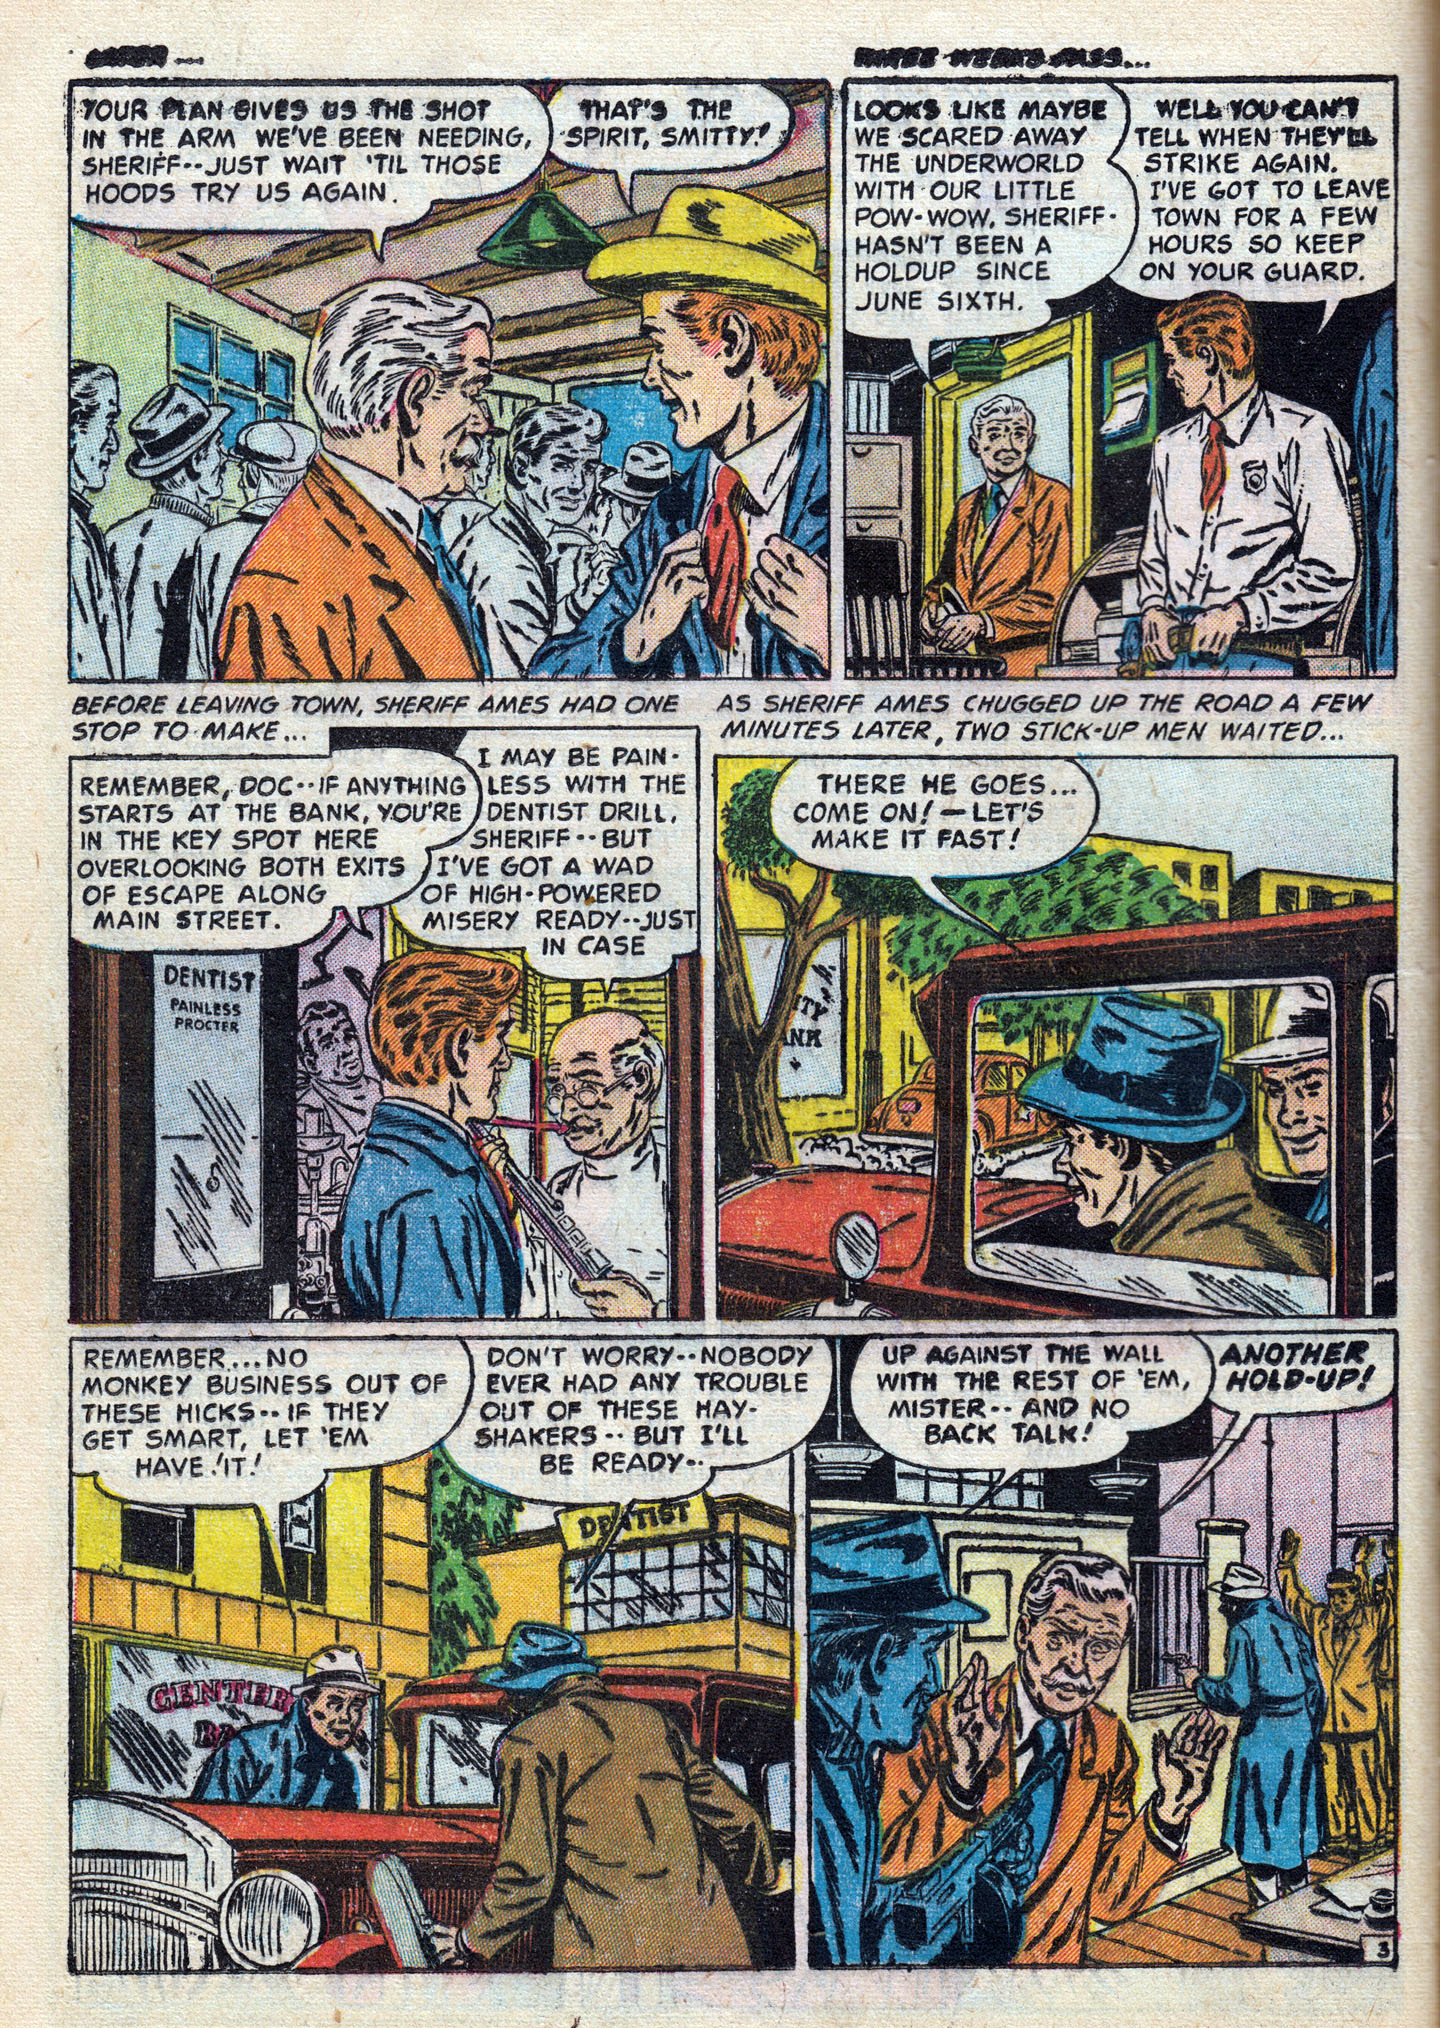 LATER —
YOUR PLAN GIVES US THE SHOT
IN THE ARM WE'VE BEEN NEEDING,
SHERIFF-- JUST WAIT 'TIL THOSE
HOODS TRY US AGAIN.
THAT'S THE
SPIRIT, SMITTY!
THREE WEEKS PASS...
LOOKS LIKE MAYBE
WE SCARED AWAY
THE UNDERWORLD
WITH OUR LITTLE
POW-WOW, SHERIFF--
HASN'T BEEN A
HOLDUP SINCE
JUNE SIXTH.
WELL YOU CAN'T
TELL WHEN THEY'LL
STRIKE AGAIN.
I'VE GOT TO LEAVE
TOWN FOR A FEW
HOURS SO KEEP
ON YOUR GUARD.
BEFORE LEAVING TOWN, SHERIFF AMES HAD ONE
STOP TO MAKE...
REMEMBER, DOC-- IF ANYTHING
STARTS AT THE BANK, YOU'RE
IN THE KEY SPOT HERE
OVERLOOKING BOTH EXITS
OF ESCAPE ALONG
MAIN STREET.
I MAY BE PAIN-
LESS WITH THE
DENTIST DRILL,
SHERIFF-- BUT
I'VE GOT A WAD
OF HIGH-POWERED
MISERY READY-- JUST
IN CASE
DENTIST
PAINLESS
PROCTER
AS SHERIFF AMES CHUGGED UP THE ROAD A FEW
MINUTES LATER, TWO STICK-UP MEN WAITED...
THERE HE GOES...
COME ON! — LET'S
MAKE IT FAST!
ITY
ANK
REMEMBER... NO
MONKEY BUSINESS OUT OF
THESE HICKS-- IF THEY
GET SMART, LET 'EM
HAVE 'IT!
DON'T WORRY-- NOBODY
EVER HAD ANY TROUBLE
OUT OF THESE HAY-
SHAKERS -- BUT I'LL
BE READY--
DENTIST
CENTER
BA
UP AGAINST THE WALL
WITH THE REST OF 'EM,
MISTER-- AND NO
BACK TALK!
ANOTHER
HOLD-UP!
3